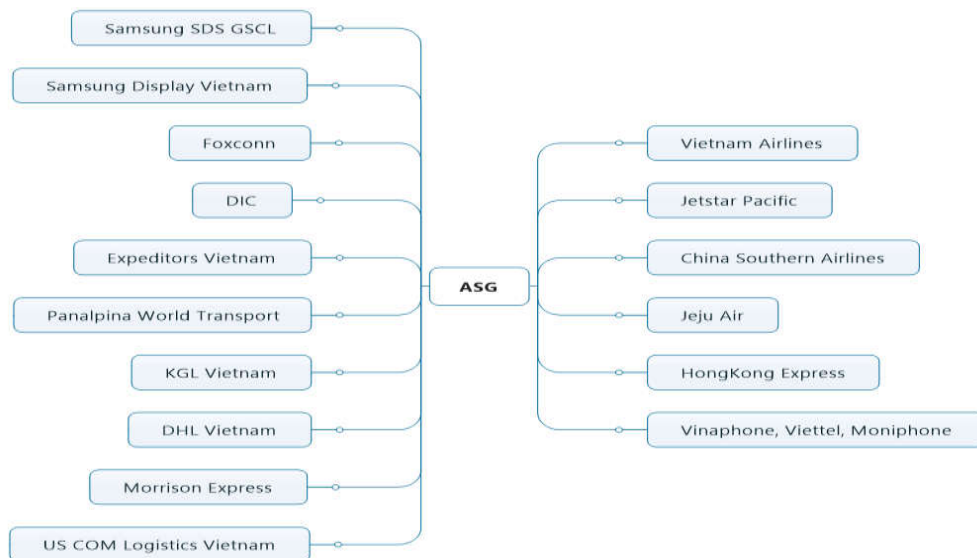 Samsung SDS GSCL
Samsung Display Vietnam
Foxconn
DIC
Expeditors Vietnam
Panalpina World Transport
KGL Vietnam
DHL Vietnam
Morrison Express
US COM Logistics Vietnam
ASG
Vietnam Airlines
Jetstar Pacific
China Southern Airlines
Jeju Air
HongKong Express
Vinaphone, Viettel, Moniphone